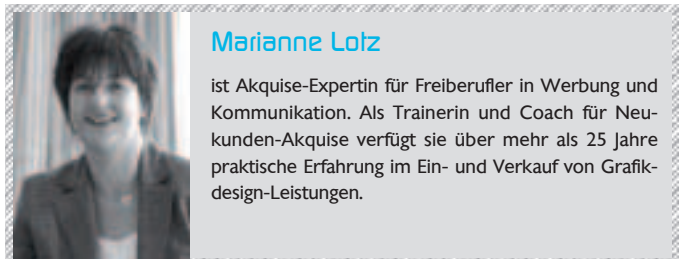 Marianne Lotz
ist Akquise-Expertin für Freiberufler in Werbung und
Kommunikation. Als Trainerin und Coach für Neu-
kunden-Akquise verfügt sie über mehr als 25 Jahre
praktische Erfahrung im Ein- und Verkauf von Grafik-
design-Leistungen.